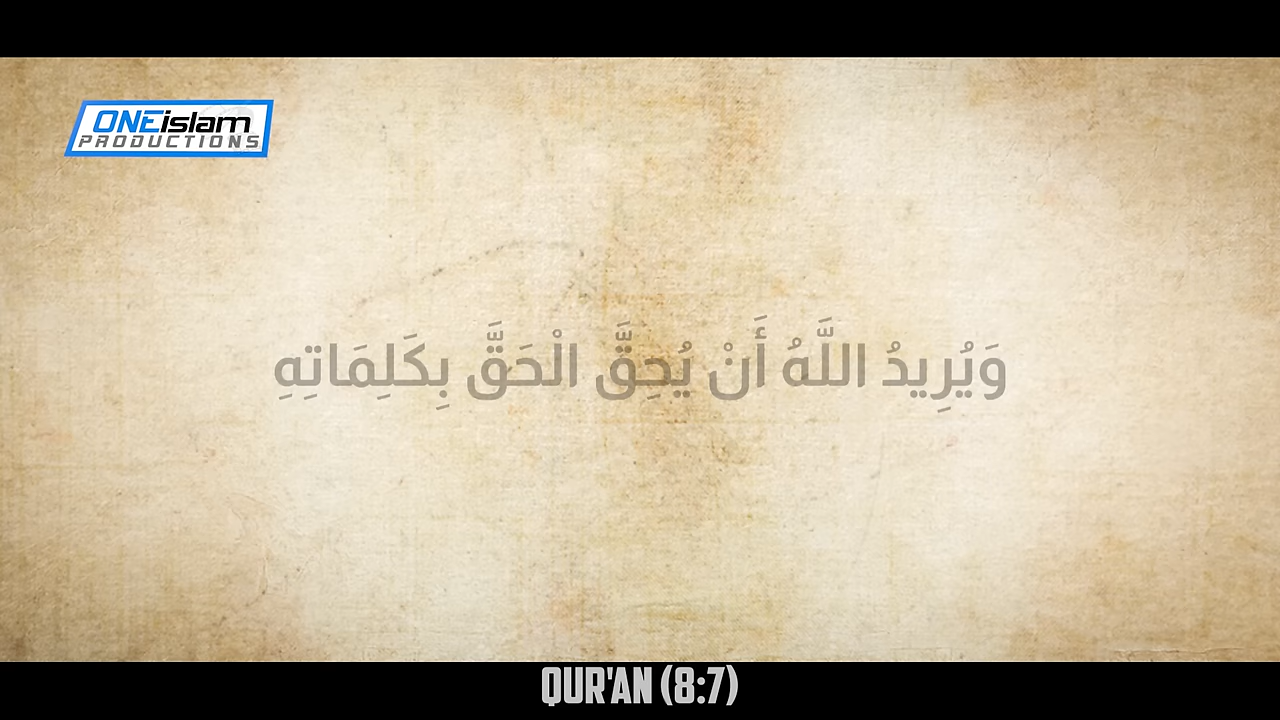 ONEislam
PRODUCTIONS
وَيُرِيدُ اللَّهُ أَنْ يُحِقَّ الْحَقَّ بِكَلِمَاتِهِ
QUR'AN (8:7)